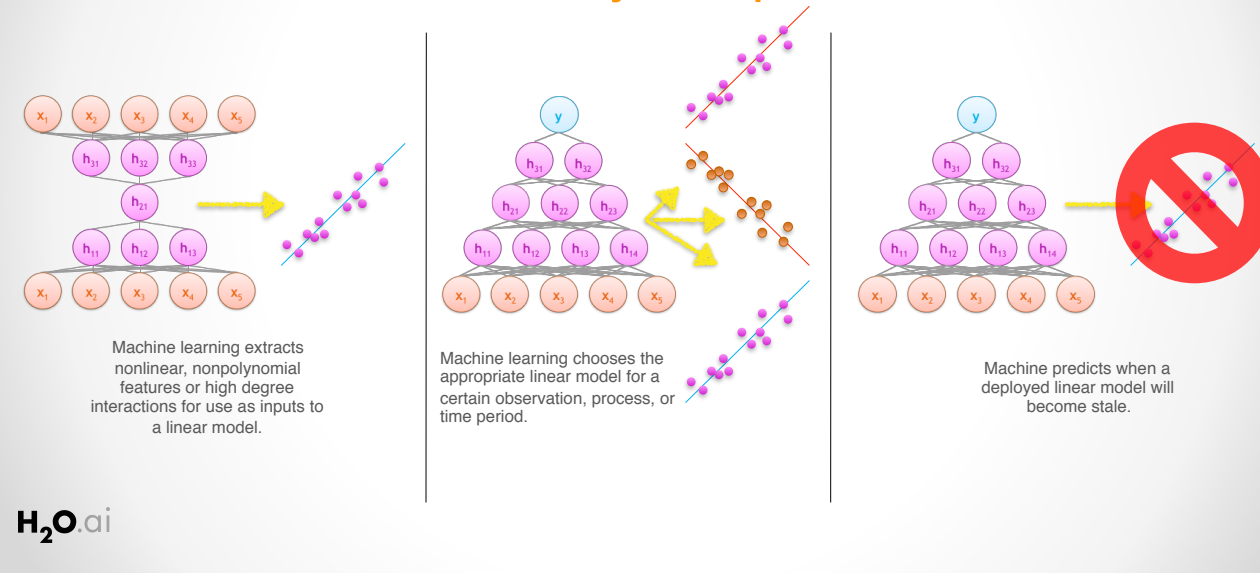 x1 x2 x3 x4 x5
h31 h32 h33
h21
h11 h12 h13
x1 x2 x3 x4 x5
Machine learning extracts
nonlinear, nonpolynomial
features or high degree
interactions for use as inputs to
a linear model.
y
h31 h32
h21 h22 h23
h11 h12 h13 h14
x1 x2 x3 x4 x5
Machine learning chooses the
appropriate linear model for a
certain observation, process, or
time period.
y
h31 h32
h21 h22 h23
h11 h12 h13 h14
x1 x2 x3 x4 x5
Machine predicts when a
deployed linear model will
become stale.
H2O.ai